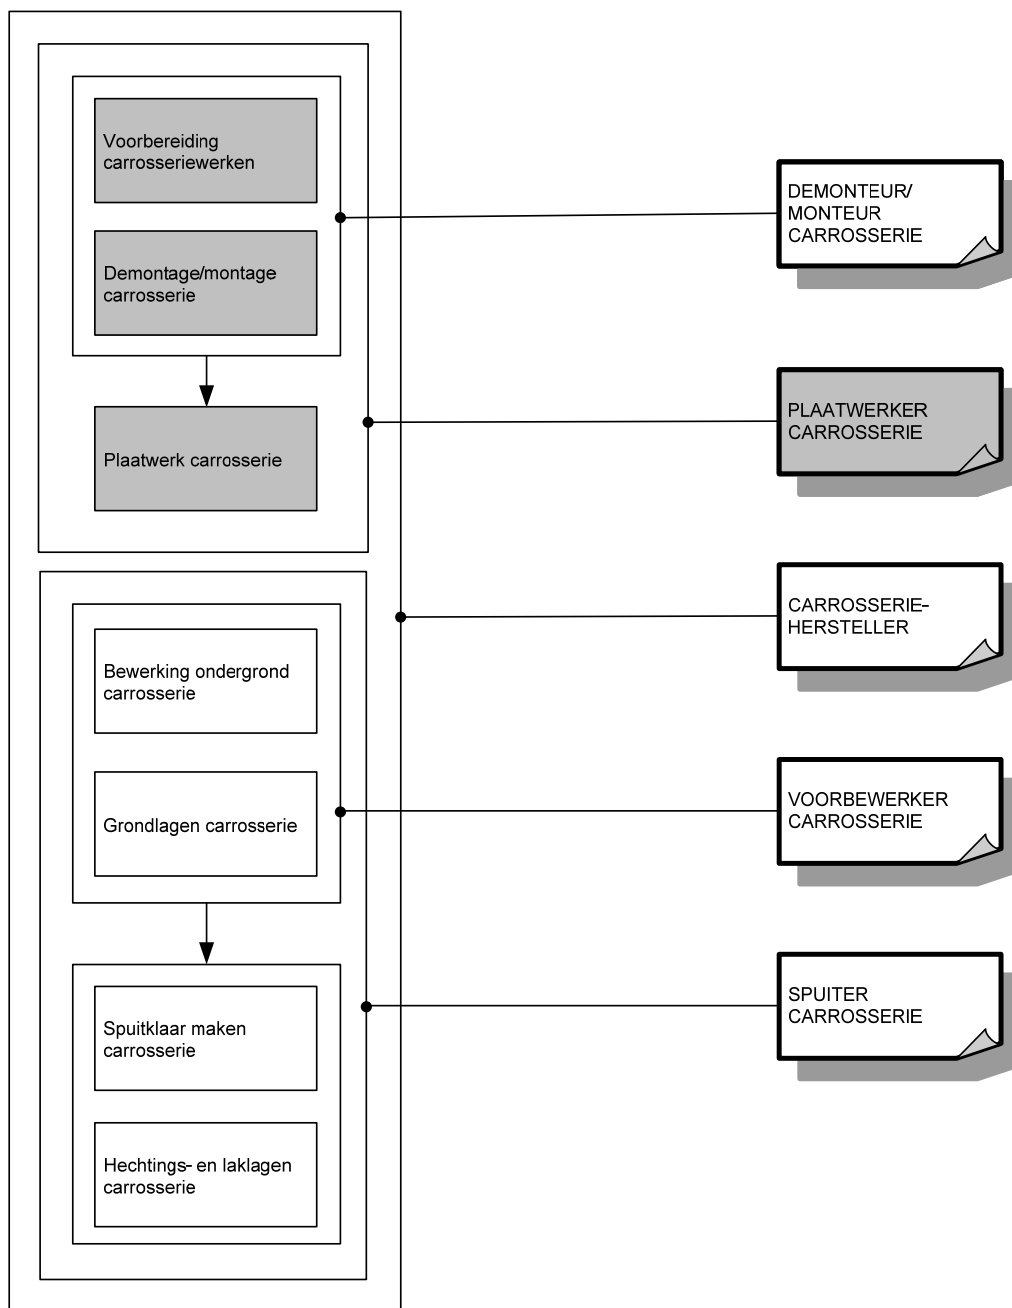 Voorbereiding
carrosseriewerken
Demontage/montage
carrosserie
Plaatwerk carrosserie
Bewerking ondergrond
carrosserie
Grondlagen carrosserie
Spuitklaar maken
carrosserie
Hechtings- en laklagen
carrosserie
DEMONTEUR/
MONTEUR
CARROSSERIE
PLAATWERKER
CARROSSERIE
CARROSSERIE-
HERSTELLER
VOORBEWERKER
CARROSSERIE
SPUITER
CARROSSERIE